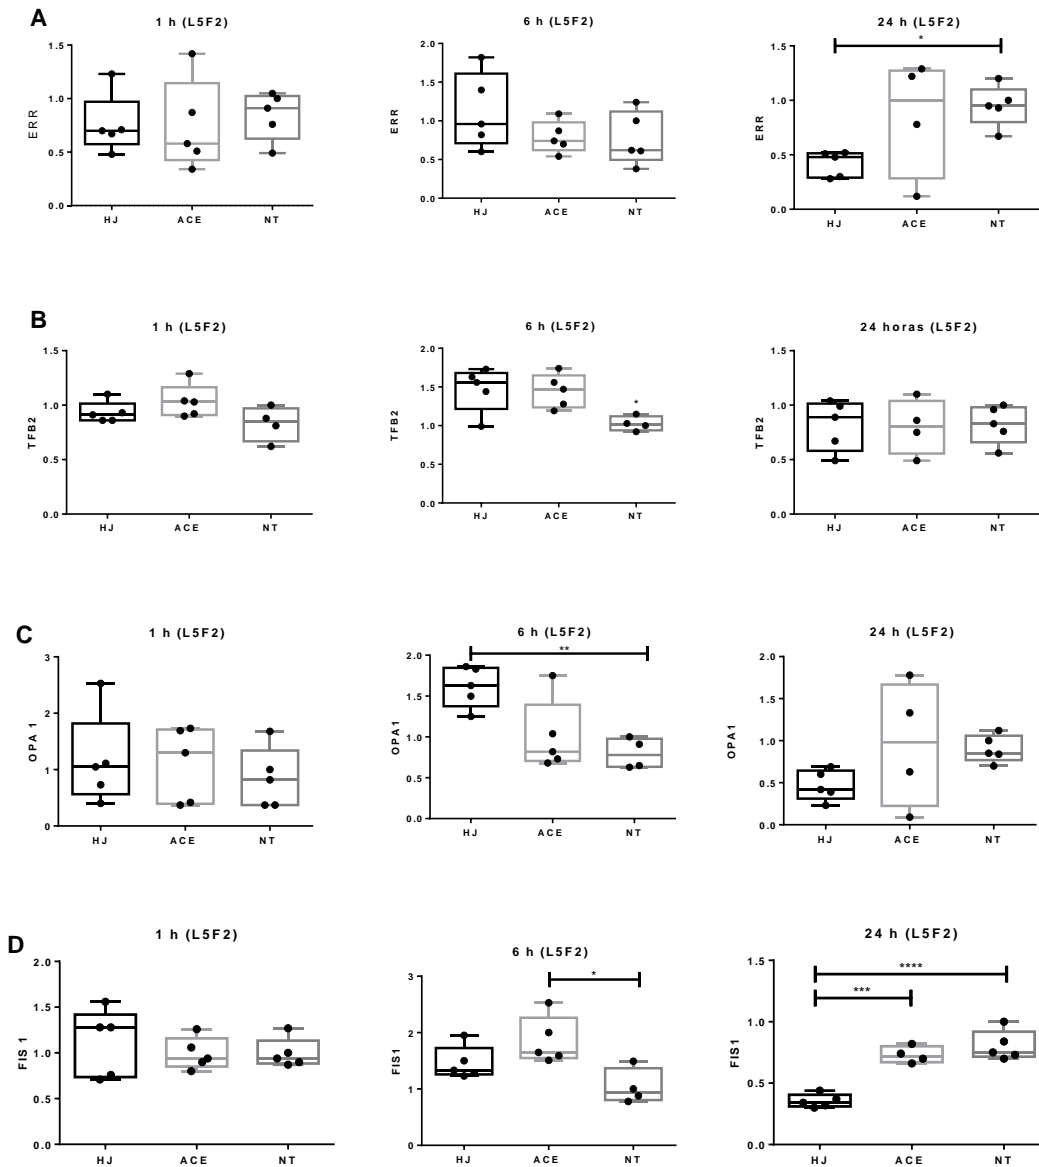 A
1 h (L5F2)
6 h (L5F2)
24 h (L5F2)
*
ERR
1.5
1.0
0.5
0.0
HJ ACE NT
ERR
2.0
1.5
1.0
0.5
0.0
HJ ACE NT
ERR
1.5
1.0
0.5
0.0
HJ ACE NT
B
1 h (L5F2)
6 h (L5F2)
24 horas (L5F2)
TFB2
1.5
1.0
0.5
0.0
HJ ACE NT
TFB2
2.0
1.5
1.0
0.5
0.0
*
HJ ACE NT
TFB2
1.5
1.0
0.5
0.0
HJ ACE NT
C
1 h (L5F2)
6 h (L5F2)
24 h (L5F2)
OPA 1
3
2
1
0
HJ ACE NT
**
OPA1
2.0
1.5
1.0
0.5
0.0
HJ ACE NT
OPA1
2.0
1.5
1.0
0.5
0.0
HJ ACE NT
D
1 h (L5F2)
6 h (L5F2)
24 h (L5F2)
FIS 1
2.0
1.5
1.0
0.5
0.0
HJ ACE NT
*
FIS1
3
2
1
0
HJ ACE NT
****
***
FIS 1
1.5
1.0
0.5
0.0
HJ ACE NT